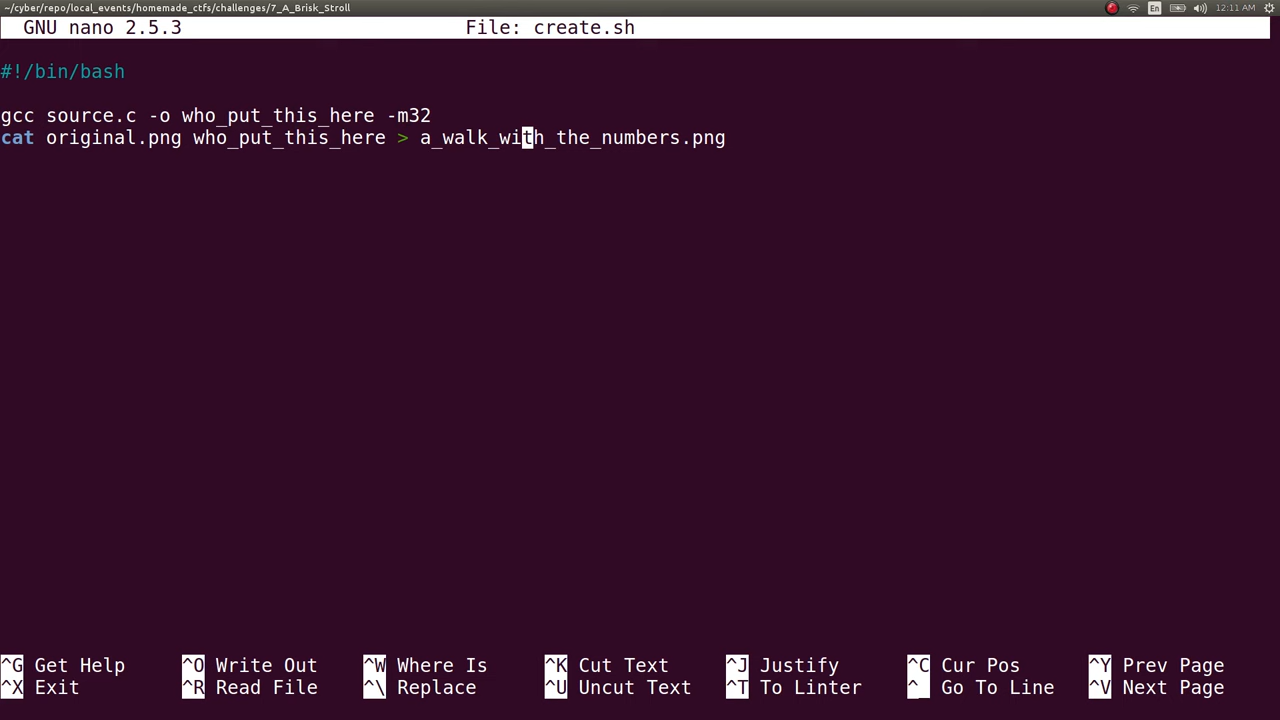 ~/cyber/repo/local_events/homemade_ctfs/challenges/7_A_Brisk_Stroll En 12:11 AM
GNU nano 2.5.3 File: create.sh
#!/bin/bash
gcc source.c -o who_put_this_here -m32
cat original.png who_put_this_here > a_walk_with_the_numbers.png
^G Get Help ^O Write Out ^W Where Is ^K Cut Text ^J Justify ^C Cur Pos ^Y Prev Page
^X Exit ^R Read File ^\ Replace ^U Uncut Text ^T To Linter ^_ Go To Line ^V Next Page